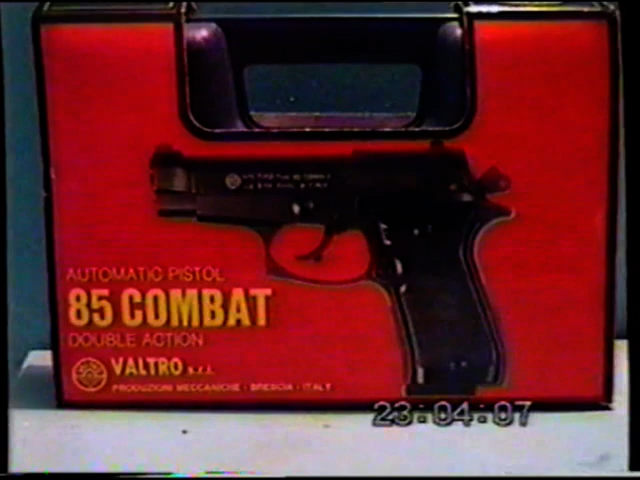 AUTOMATIC PISTOL
85 COMBAT
DOUBLE ACTION
VALTRO s.r.l.
PRODUZIONI MECCANICHE - BRESCIA - ITALY
23:04:07